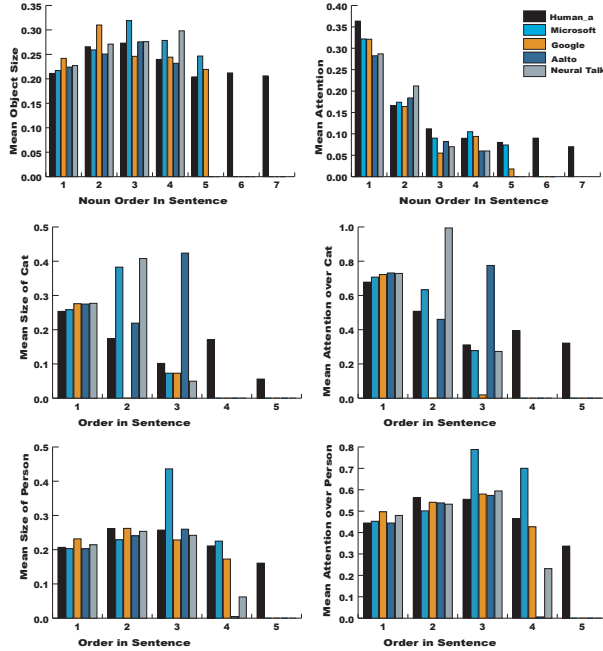 Mean Object Size
0.35
0.30
0.25
0.20
0.15
0.10
0.05
0.00
1 2 3 4 5 6 7
Noun Order In Sentence
Mean Attention
0.40
0.35
0.30
0.25
0.20
0.15
0.10
0.05
0.00
1 2 3 4 5 6 7
Noun Order In Sentence
Human_a
Microsoft
Google
Aalto
Neural Talk
Mean Size of Cat
0.5
0.4
0.3
0.2
0.1
0.0
1 2 3 4 5
Order in Sentence
Mean Attention over Cat
1.0
0.8
0.6
0.4
0.2
0.0
1 2 3 4 5
Order in Sentence
Mean Size of Person
0.5
0.4
0.3
0.2
0.1
0.0
1 2 3 4 5
Order in Sentence
Mean Attention over Person
0.8
0.7
0.6
0.5
0.4
0.3
0.2
0.1
0.0
1 2 3 4 5
Order in Sentence